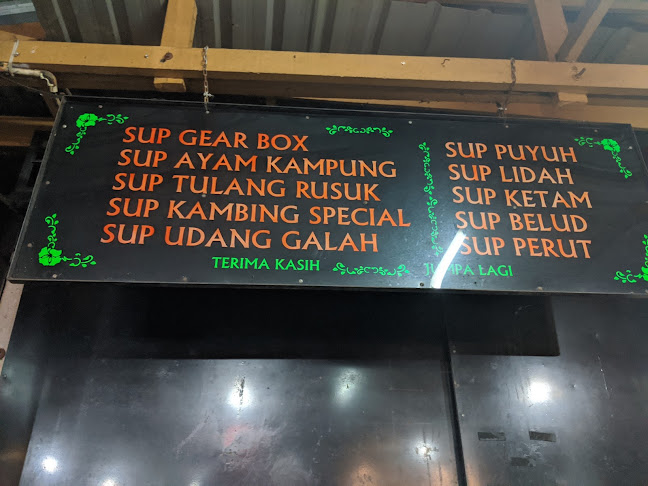 SUP GEAR BOX
SUP AYAM KAMPUNG
SUP TULANG RUSUK
SUP KAMBING SPECIAL
SUP UDANG GALAH
SUP PUYUH
SUP LIDAH
SUP KETAM
SUP BELUD
SUP PERUT
TERIMA KASIH JUMPA LAGI